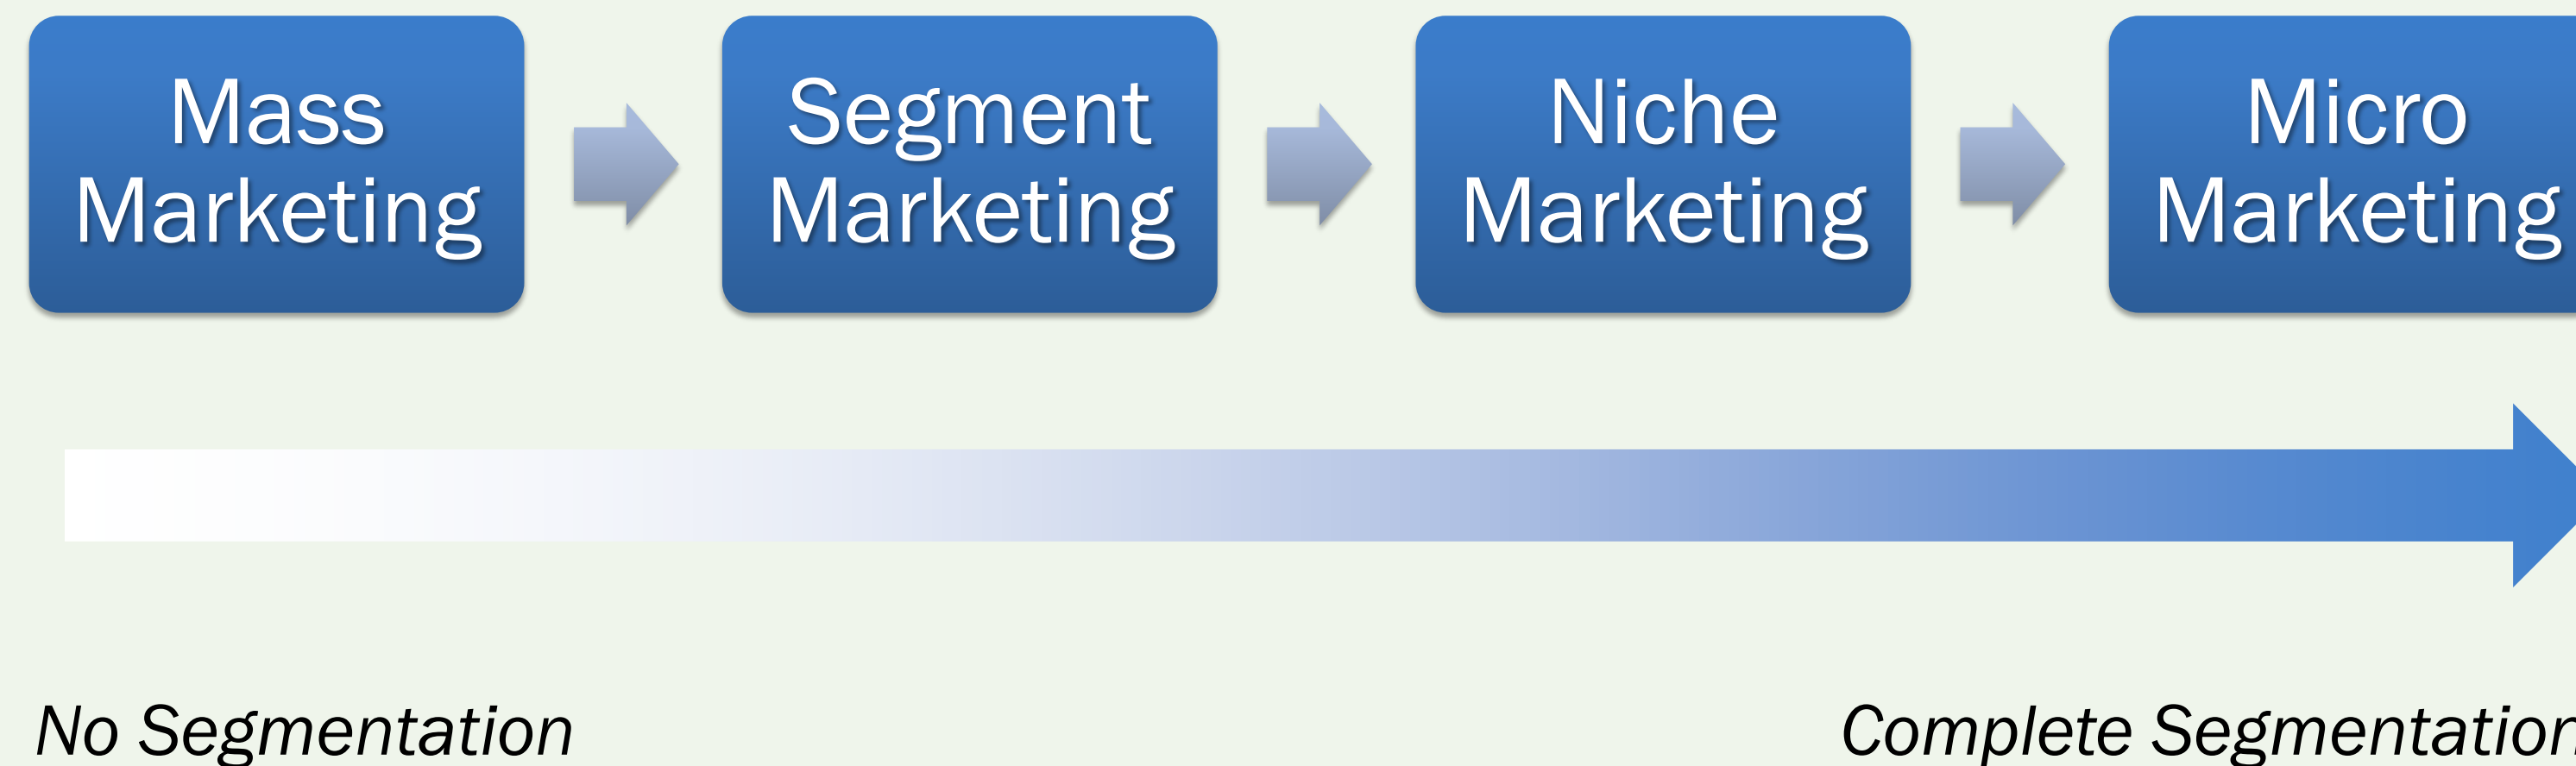 Mass
Marketing
Segment
Marketing
Niche
Marketing
Micro
Marketing
No Segmentation
Complete Segmentation